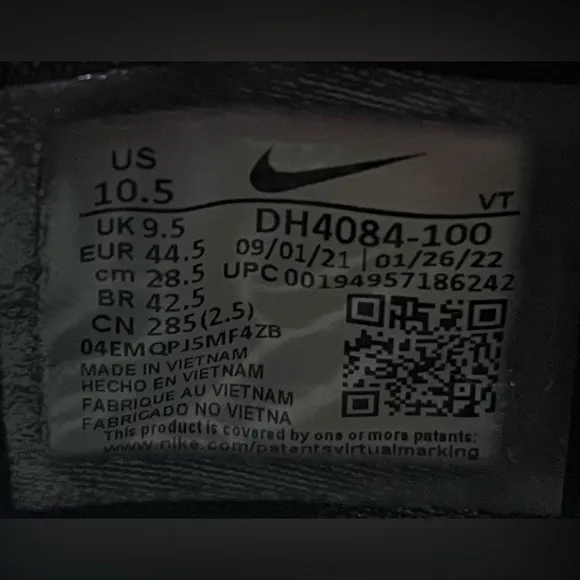 US
10.5
VT
UK 9.5
DH4084-100
EUR 44.5
09/01/21 | 01/26/22
cm 28.5
UPC 00194957186242
BR 42.5
CN 285(2.5)
04EMQPJ5MF4ZB
MADE IN VIETNAM
HECHO EN VIETNAM
FABRIQUE AU VIETNAM
FABRICADO NO VIETNA
This product is covered by one or more patents:
www.nike.com/patentsvirtualmarking